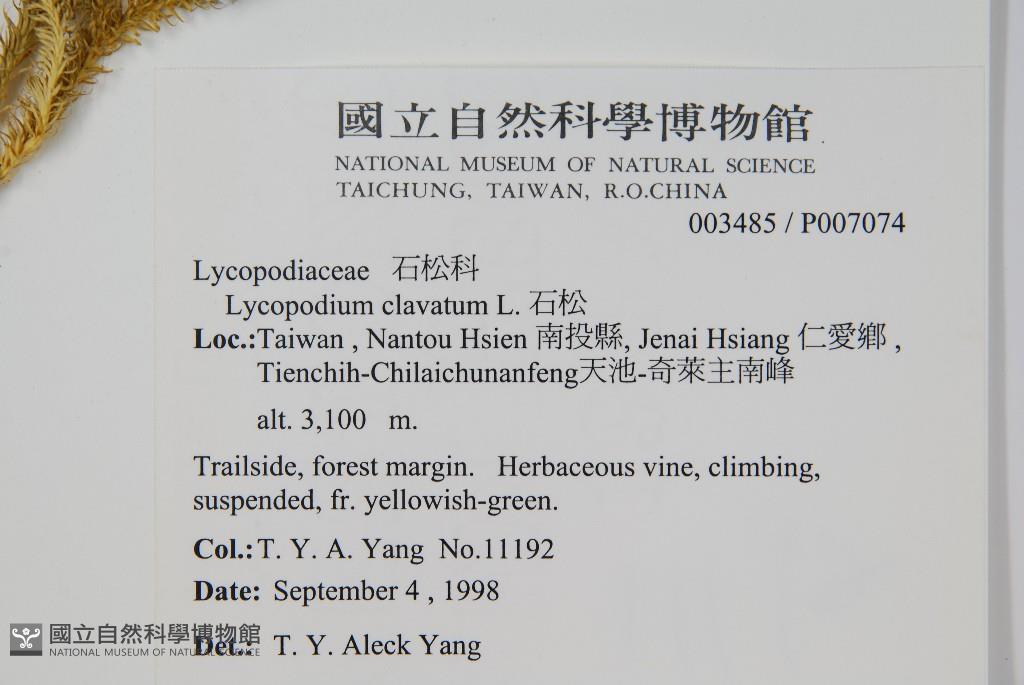 國立自然科學博物館
NATIONAL MUSEUM OF NATURAL SCIENCE
TAICHUNG, TAIWAN, R.O.CHINA
003485 / P007074
Lycopodiaceae 石松科
Lycopodium clavatum L. 石松
Loc.:Taiwan , Nantou Hsien 南投縣, Jenai Hsiang 仁愛鄉 ,
Tienchih-Chilaichunanfeng天池-奇萊主南峰
alt. 3,100 m.
Trailside, forest margin. Herbaceous vine, climbing,
suspended, fr. yellowish-green.
Col.:T. Y. A. Yang No.11192
Date: September 4 , 1998
Det.: T. Y. Aleck Yang
國立自然科學博物館
NATIONAL MUSEUM OF NATURAL SCIENCE